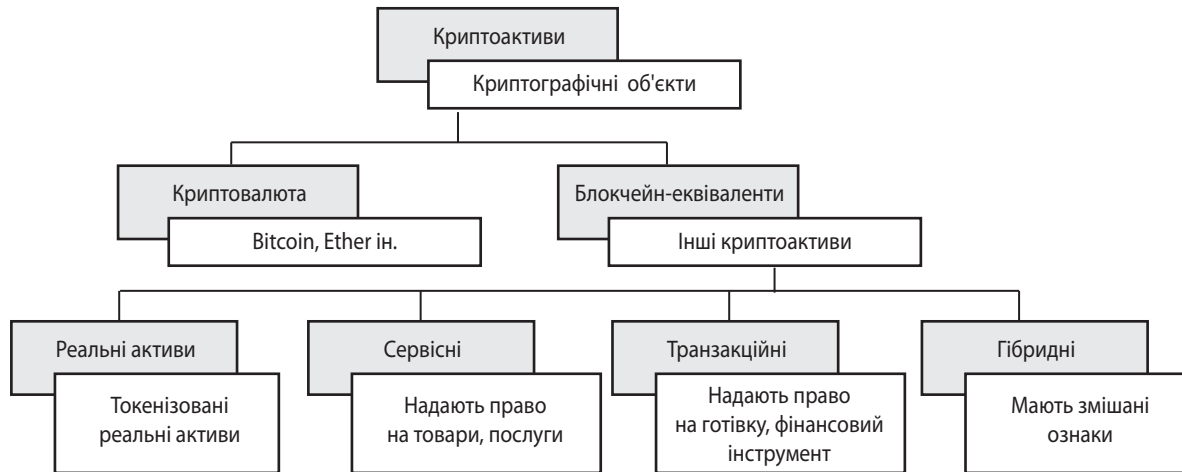 Криптоактиви
Криптографічні об'єкти
Криптовалюта
Bitcoin, Ether ін.
Блокчейн-еквіваленти
Інші криптоактиви
Реальні активи
Токенізовані
реальні активи
Сервісні
Надають право
на товари, послуги
Транзакційні
Надають право
на готівку, фінансовий
інструмент
Гібридні
Мають змішані
ознаки